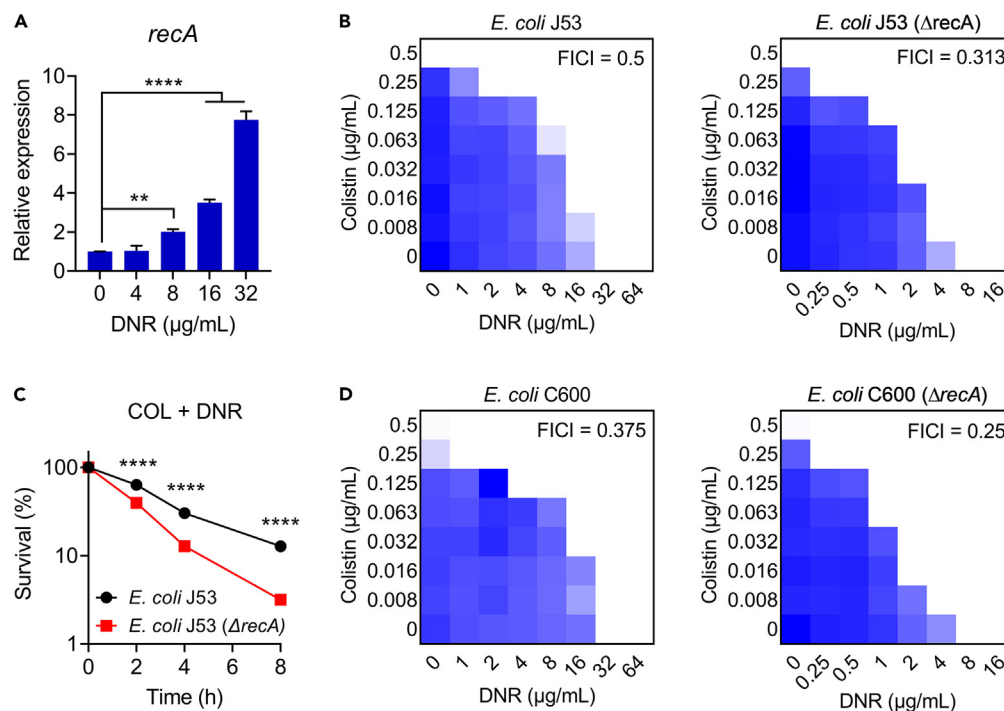 A
recA
Relative expression
10
8
6
4
2
0
****
**
0 4 8 16 32
DNR (µg/mL)
B
E. coli J53
FICI = 0.5
Colistin (µg/mL)
0.5
0.25
0.125
0.063
0.032
0.016
0.008
0
0 1 2 4 8 16 32 64
DNR (µg/mL)
E. coli J53 (ΔrecA)
FICI = 0.313
Colistin (µg/mL)
0.5
0.25
0.125
0.063
0.032
0.016
0.008
0
0 0.25 0.5 1 2 4 8 16
DNR (µg/mL)
C
COL + DNR
Survival (%)
100
10
1
**** **** ****
E. coli J53
E. coli J53 (ΔrecA)
0 2 4 6 8
Time (h)
D
E. coli C600
FICI = 0.375
Colistin (µg/mL)
0.5
0.25
0.125
0.063
0.032
0.016
0.008
0
0 1 2 4 8 16 32 64
DNR (µg/mL)
E. coli C600 (ΔrecA)
FICI = 0.25
Colistin (µg/mL)
0.5
0.25
0.125
0.063
0.032
0.016
0.008
0
0 0.25 0.5 1 2 4 8 16
DNR (µg/mL)